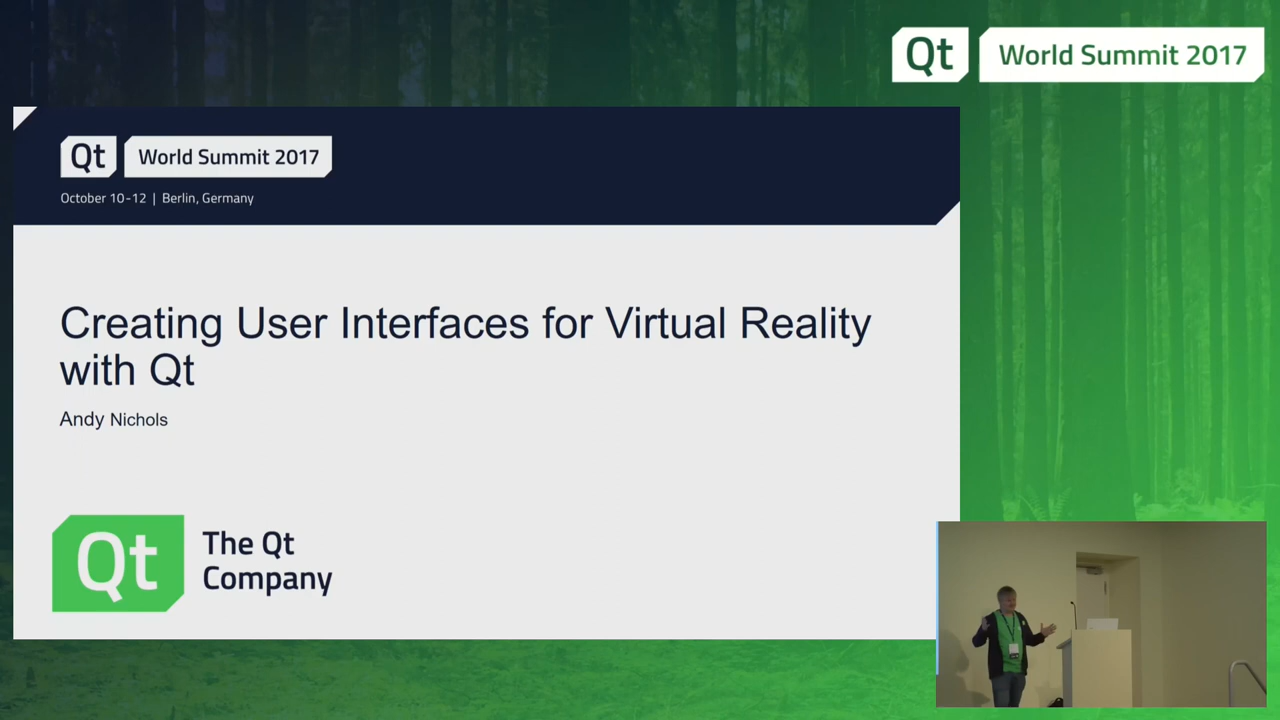 Qt World Summit 2017
Qt World Summit 2017
October 10-12 | Berlin, Germany
Creating User Interfaces for Virtual Reality
with Qt
Andy Nichols
Qt
The Qt
Company